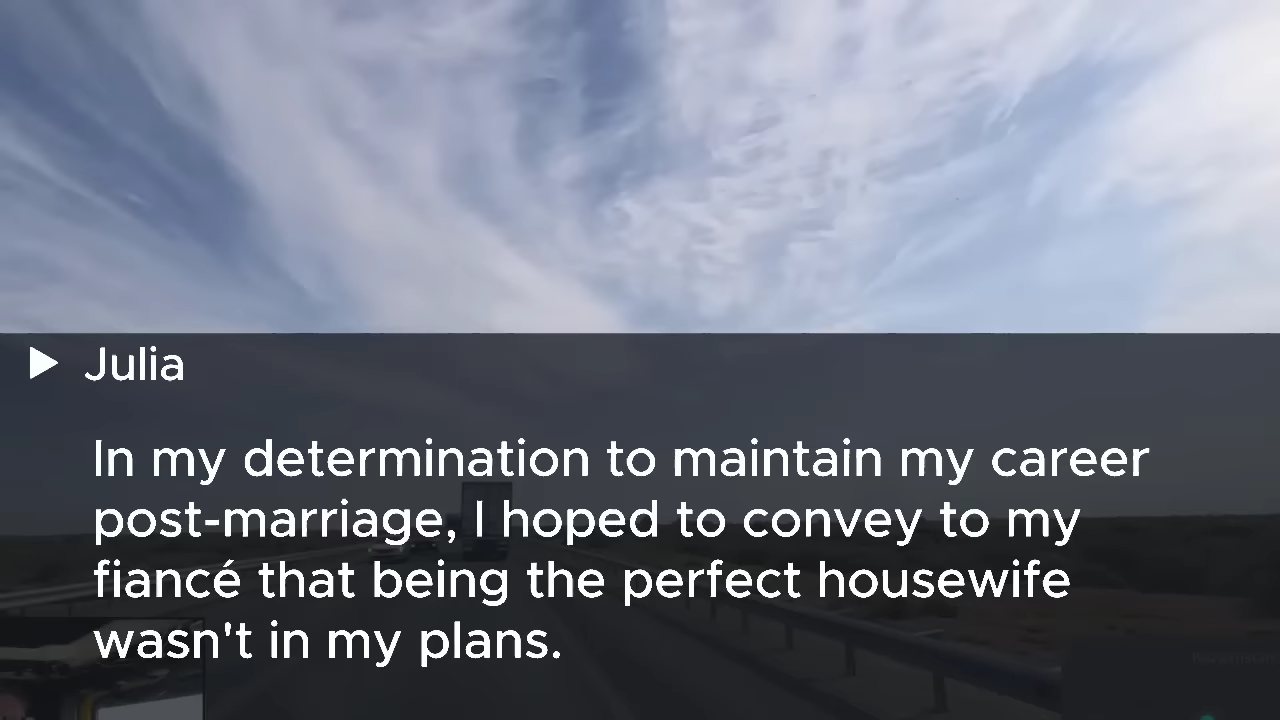 Julia
In my determination to maintain my career
post-marriage, I hoped to convey to my
fiancé that being the perfect housewife
wasn't in my plans.